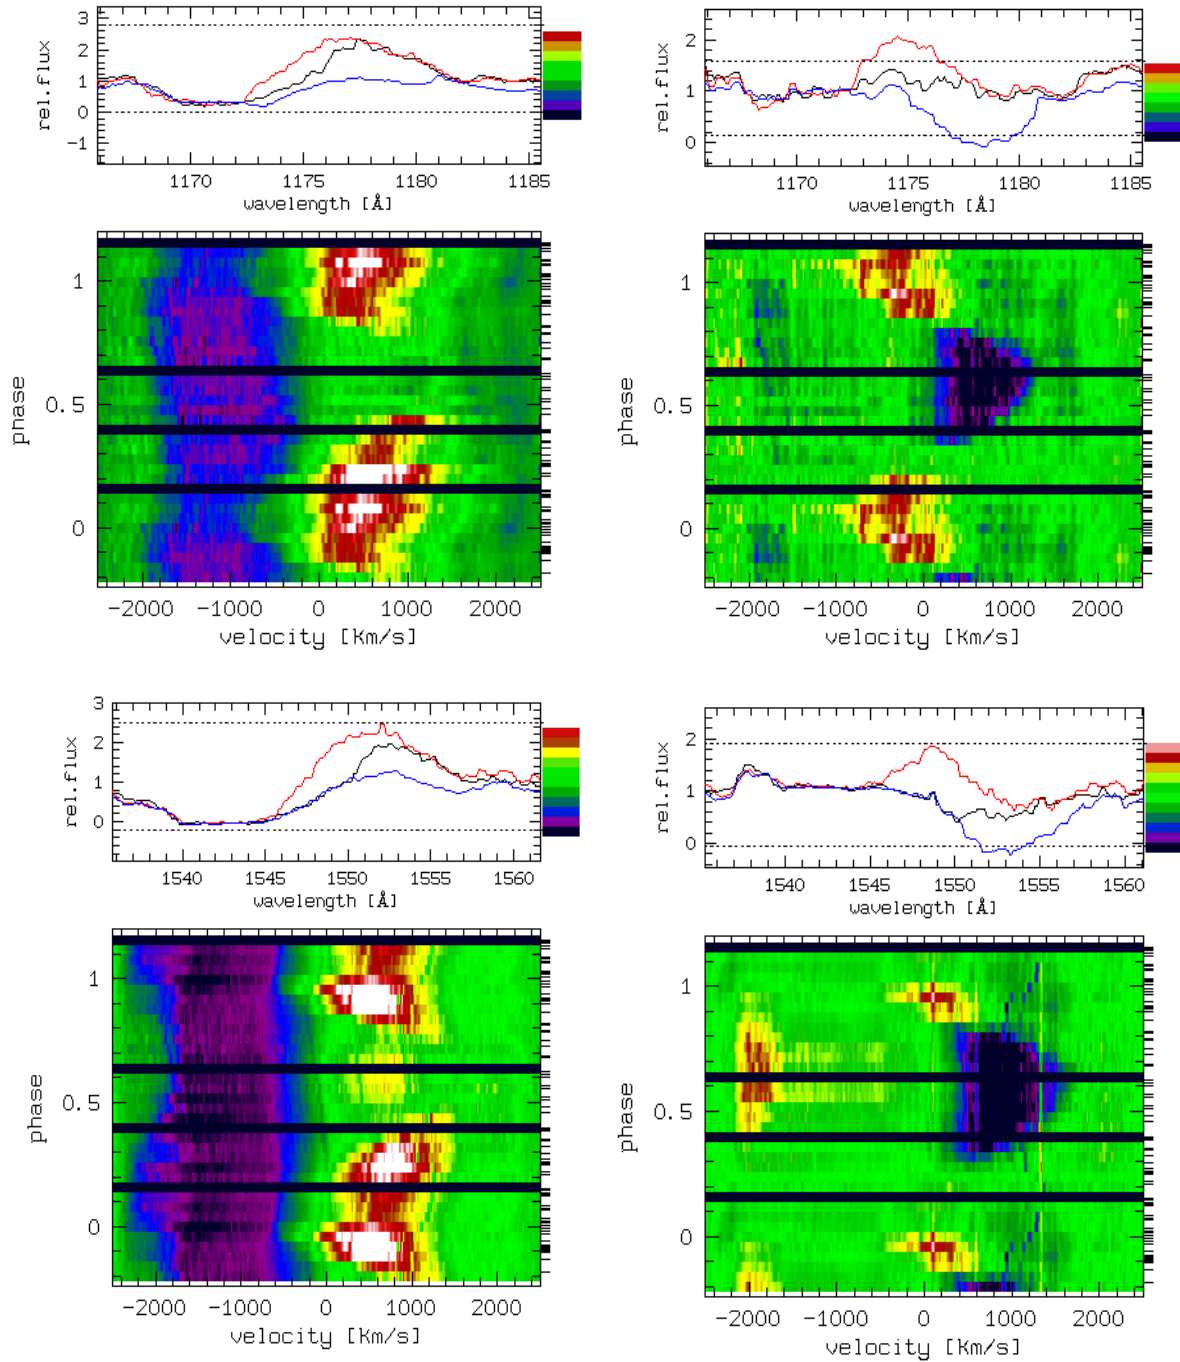 3
2
1
0
−1
rel.flux
1170 1175 1180 1185
wavelength [Å]
2
1
0
rel.flux
1170 1175 1180 1185
wavelength [Å]
1
0.5
0
phase
−2000 −1000 0 1000 2000
velocity [Km/s]
1
0.5
0
phase
−2000 −1000 0 1000 2000
velocity [Km/s]
3
2
1
0
rel.flux
1540 1545 1550 1555 1560
wavelength [Å]
2
1
0
rel.flux
1540 1545 1550 1555 1560
wavelength [Å]
1
0.5
0
phase
−2000 −1000 0 1000 2000
velocity [Km/s]
1
0.5
0
phase
−2000 −1000 0 1000 2000
velocity [Km/s]